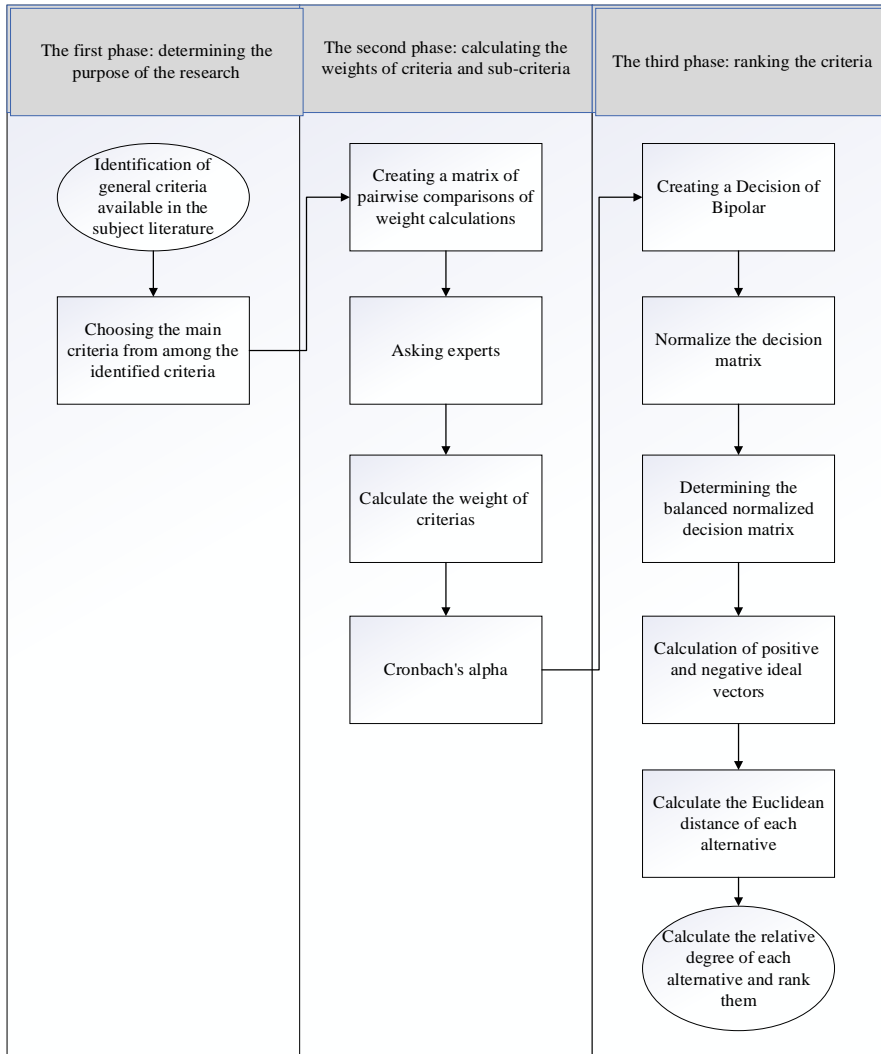 The first phase: determining the
purpose of the research
The second phase: calculating the
weights of criteria and sub-criteria
The third phase: ranking the criteria
Identification of
general criteria
available in the
subject literature
Choosing the main
criteria from among the
identified criteria
Creating a matrix of
pairwise comparisons of
weight calculations
Asking experts
Calculate the weight of
criterias
Cronbach's alpha
Creating a Decision of
Bipolar
Normalize the decision
matrix
Determining the
balanced normalized
decision matrix
Calculation of positive
and negative ideal
vectors
Calculate the Euclidean
distance of each
alternative
Calculate the relative
degree of each
alternative and rank
them